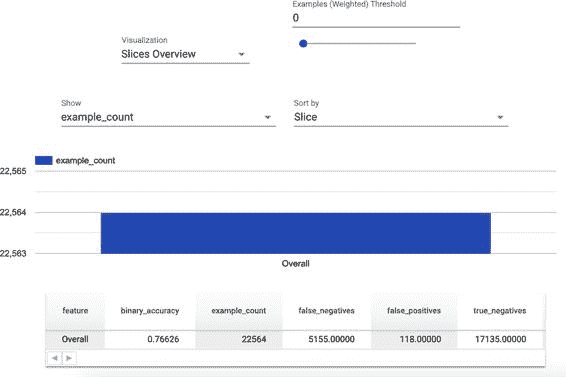 Examples (Weighted) Threshold
0
Visualization
Slices Overview
Show
example_count
Sort by
Slice
example_count
22,565
22,564
22,563
Overall
feature binary_accuracy example_count false_negatives false_positives true_negatives
Overall 0.76626 22564 5155.00000 118.00000 17135.00000